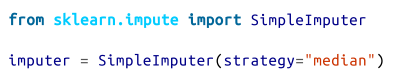 from sklearn.impute import SimpleImputer
imputer = SimpleImputer(strategy="median")